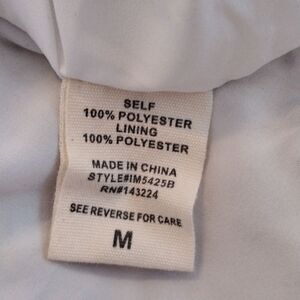 SELF
100% POLYESTER
LINING
100% POLYESTER
MADE IN CHINA
STYLE#IM5425B
RN#143224
SEE REVERSE FOR CARE
M